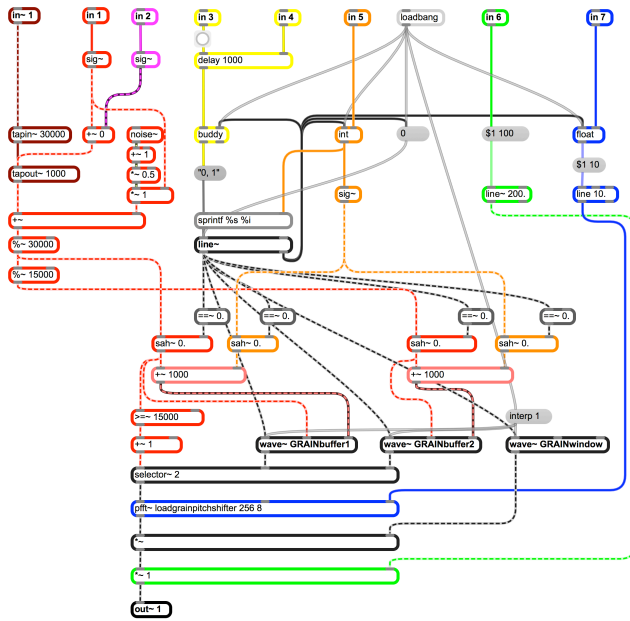 in~ 1
in 1
in 2
in 3
in 4
in 5
loadbang
in 6
in 7
sig~
sig~
delay 1000
tapin~ 30000
+~ 0
noise~
buddy
int
0
$1 100
float
+~ 1
tapout~ 1000
*~ 0.5
"0, 1"
$1 10
*~ 1
sig~
line~ 200.
line 10.
+~
sprintf %s %i
%~ 30000
line~
%~ 15000
==~ 0.
==~ 0.
==~ 0.
==~ 0.
sah~ 0.
sah~ 0.
sah~ 0.
sah~ 0.
+~ 1000
+~ 1000
>=~ 15000
interp 1
+~ 1
wave~ GRAINbuffer1
wave~ GRAINbuffer2
wave~ GRAINwindow
selector~ 2
pfft~ loadgrainpitchshifter 256 8
*~
*~ 1
out~ 1